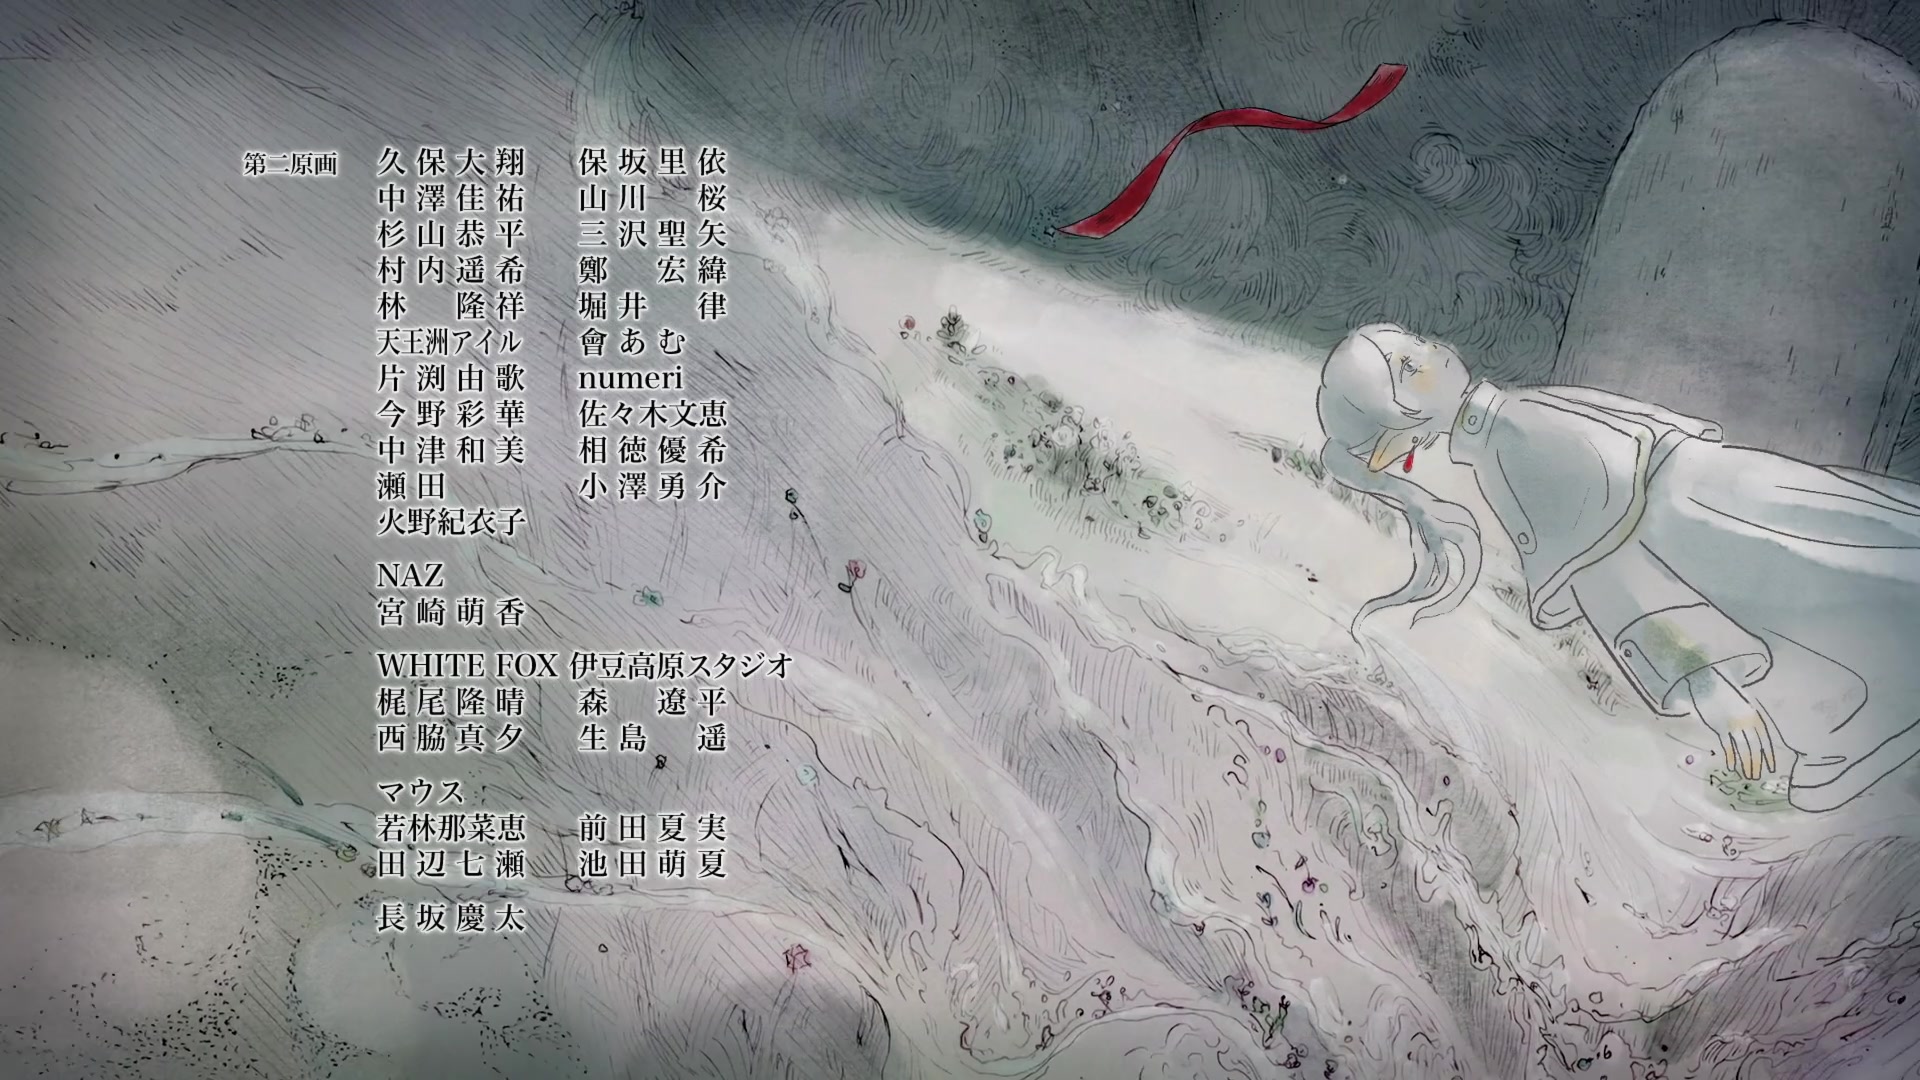 第二原画 久保大翔 保坂里依
中澤佳祐 山川 桜
杉山恭平 三沢聖矢
村内遥希 鄭 宏緯
林 隆祥 堀井 律
天王洲アイル 會あむ
片渕由歌 numeri
今野彩華 佐々木文恵
中津和美 相徳優希
瀬田 小澤勇介
火野紀衣子
NAZ
宮崎萌香
WHITE FOX 伊豆高原スタジオ
梶尾隆晴 森 遼平
西脇真夕 生島 遥
マウス
若林那菜恵 前田夏実
田辺七瀬 池田萌夏
長坂慶太